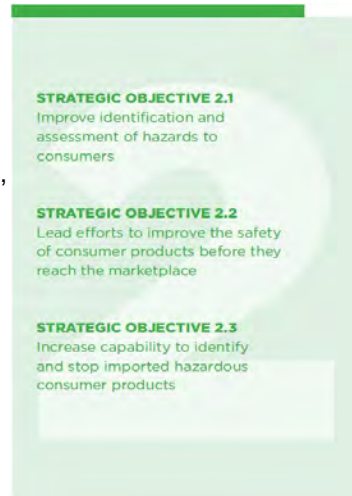 STRATEGIC OBJECTIVE 2.1
Improve identification and
assessment of hazards to
consumers
,
STRATEGIC OBJECTIVE 2.2
Lead efforts to improve the safety
of consumer products before they
reach the marketplace
STRATEGIC OBJECTIVE 2.3
Increase capability to identify
and stop imported hazardous
consumer products
2